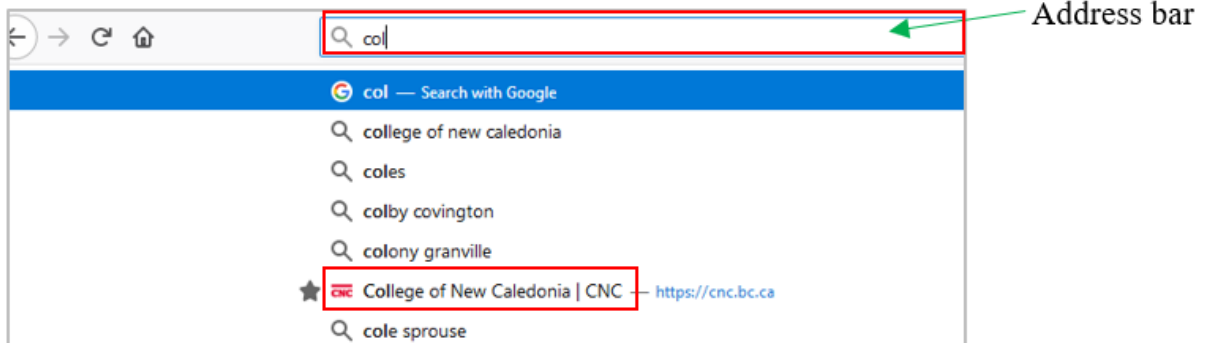 Address bar
col
col — Search with Google
college of new caledonia
coles
colby covington
colony granville
CNC College of New Caledonia | CNC — https://cnc.bc.ca
cole sprouse